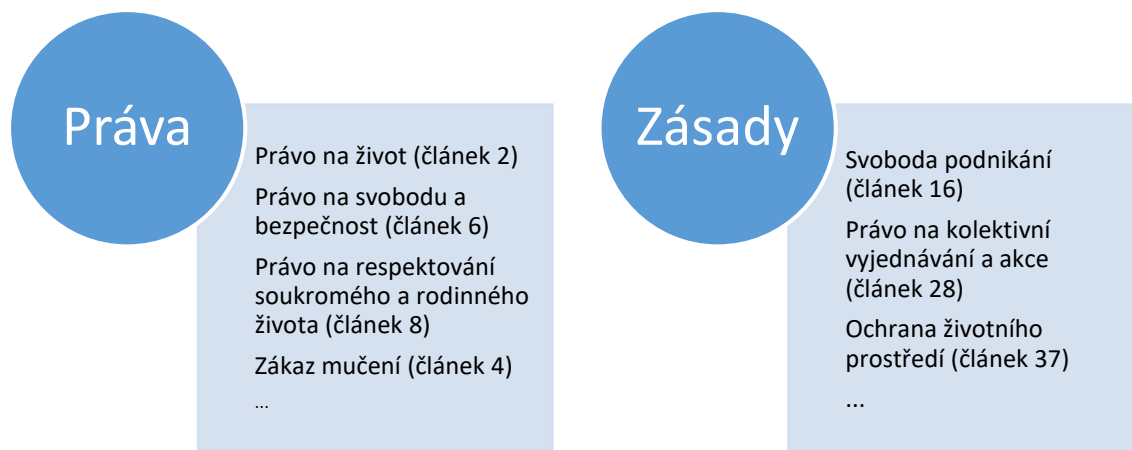 Práva
Právo na život (článek 2)
Právo na svobodu a
bezpečnost (článek 6)
Právo na respektování
soukromého a rodinného
života (článek 8)
Zákaz mučení (článek 4)
...
Zásady
Svoboda podnikání
(článek 16)
Právo na kolektivní
vyjednávání a akce
(článek 28)
Ochrana životního
prostředí (článek 37)
...